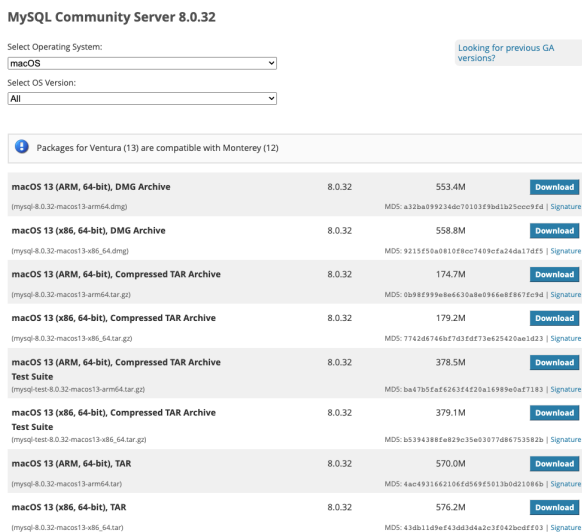 MySQL Community Server 8.0.32
Select Operating System:
Looking for previous GA
versions?
macOS
Select OS Version:
All
Packages for Ventura (13) are compatible with Monterey (12)
macOS 13 (ARM, 64-bit), DMG Archive 8.0.32 553.4M Download
(mysql-8.0.32-macos13-arm64.dmg) MD5: a32ba099234dc70103f9bd1b25ccc9fd | Signature
macOS 13 (x86, 64-bit), DMG Archive 8.0.32 558.8M Download
(mysql-8.0.32-macos13-x86_64.dmg) MD5: 9215f50a0810f8cc7409cfa24da17df5 | Signature
macOS 13 (ARM, 64-bit), Compressed TAR Archive 8.0.32 174.7M Download
(mysql-8.0.32-macos13-arm64.tar.gz) MD5: 0b98f999e8e6630a8e0966e8f867fc9d | Signature
macOS 13 (x86, 64-bit), Compressed TAR Archive 8.0.32 179.2M Download
(mysql-8.0.32-macos13-x86_64.tar.gz) MD5: 7742d6746bf7d3fdf73e625420ae1d23 | Signature
macOS 13 (ARM, 64-bit), Compressed TAR Archive 8.0.32 378.5M Download
Test Suite
(mysql-test-8.0.32-macos13-arm64.tar.gz) MD5: ba47b5faf6263f4f20a16989e0af7183 | Signature
macOS 13 (x86, 64-bit), Compressed TAR Archive 8.0.32 379.1M Download
Test Suite
(mysql-test-8.0.32-macos13-x86_64.tar.gz) MD5: b5394388fe829c35e03077d86753582b | Signature
macOS 13 (ARM, 64-bit), TAR 8.0.32 570.0M Download
(mysql-8.0.32-macos13-arm64.tar) MD5: 4ac4931662106fd569f5013b0d21086b | Signature
macOS 13 (x86, 64-bit), TAR 8.0.32 576.2M Download
(mysql-8.0.32-macos13-x86_64.tar) MD5: 43db11d9ef43dd3d4a2c3f042bcdff03 | Signature